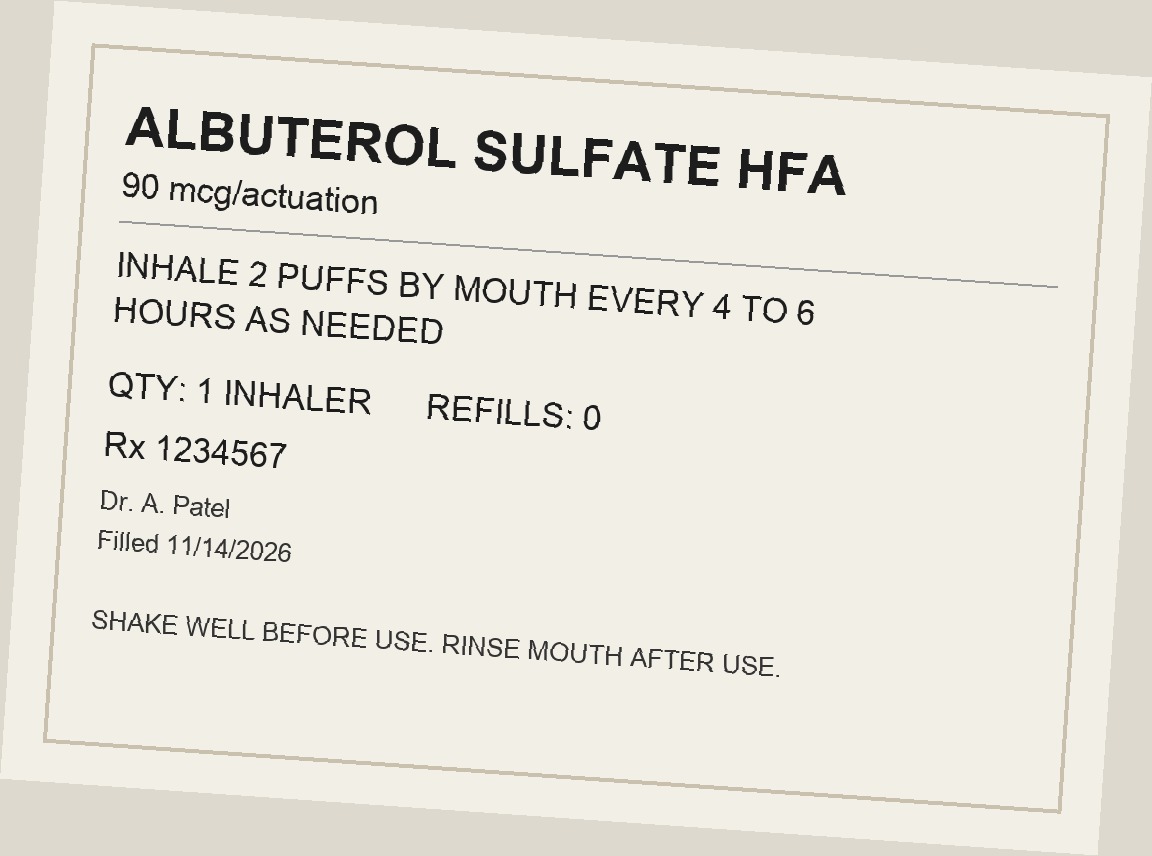 ALBUTEROL SULFATE HFA
90 mcg/actuation
INHALE 2 PUFFS BY MOUTH EVERY 4 TO 6
HOURS AS NEEDED
QTY: 1 INHALER REFILLS: 0
Rx 1234567
Dr. A. Patel
Filled 11/14/2026
SHAKE WELL BEFORE USE. RINSE MOUTH AFTER USE.